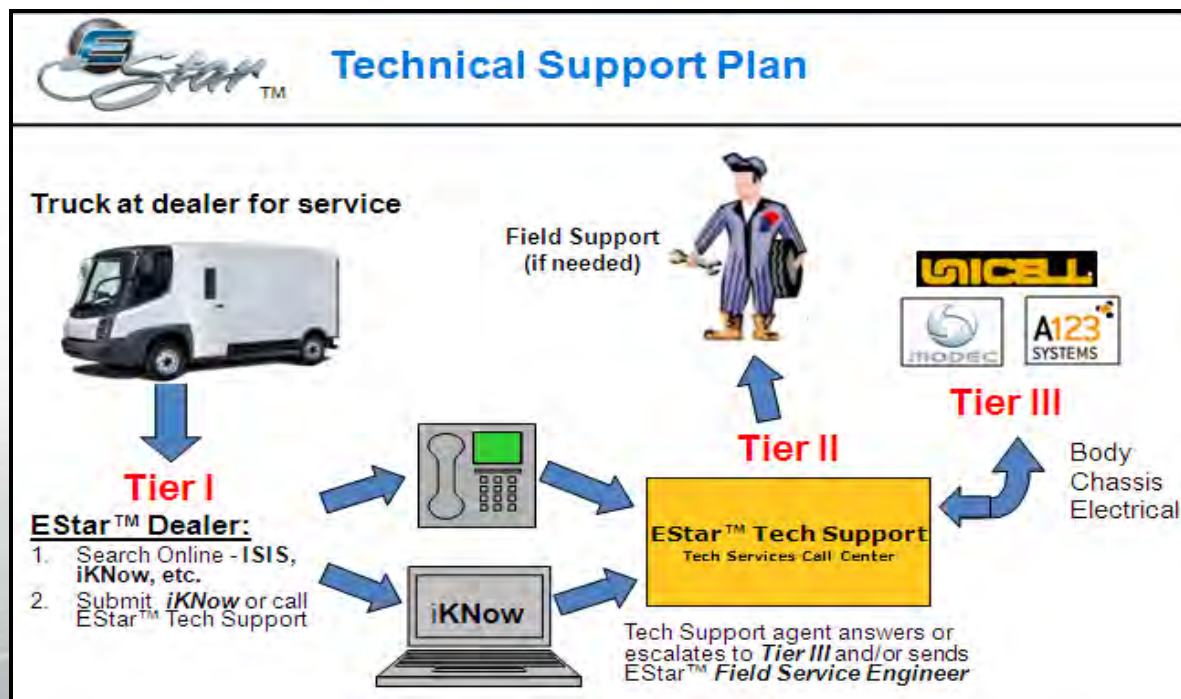 EStar™
Technical Support Plan
Truck at dealer for service
Field Support
(if needed)
UNICELL
MODEC
A123
SYSTEMS
Tier III
Body
Chassis
Electrical
Tier II
Tier I
EStar™ Dealer:
1. Search Online - ISIS,
iKNow, etc.
2. Submit iKNow or call
EStar™ Tech Support
iKNow
EStar™ Tech Support
Tech Services Call Center
Tech Support agent answers or
escalates to Tier III and/or sends
EStar™ Field Service Engineer